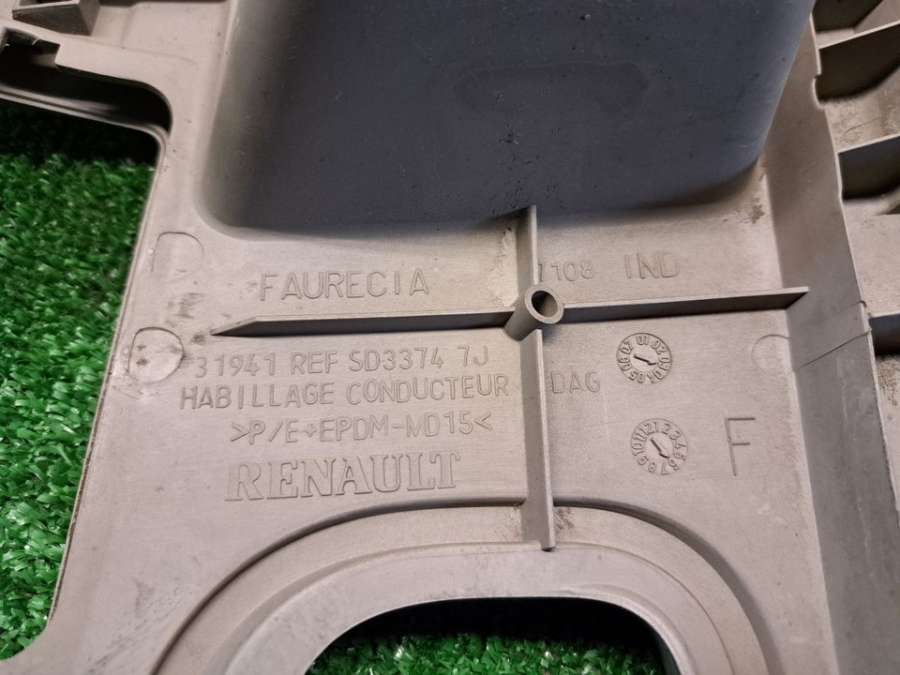 FAURECIA 1108 IND
31941 REF SD3374 7J
HABILLAGE CONDUCTEUR DAG
>P/E+EPDM-MD15<
RENAULT
F